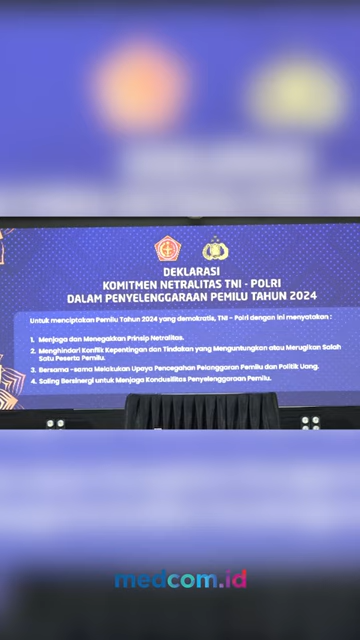 DEKLARASI
KOMITMEN NETRALITAS TNI - POLRI
DALAM PENYELENGGARAAN PEMILU TAHUN 2024
Untuk menciptakan Pemilu Tahun 2024 yang demokratis, TNI - Polri dengan ini menyatakan :
1. Menjaga dan Menegakkan Prinsip Netralitas.
2. Menghindari Konflik Kepentingan dan Tindakan yang Menguntungkan atau Merugikan Salah
Satu Peserta Pemilu.
3. Bersama -sama Melakukan Upaya Pencegahan Pelanggaran Pemilu dan Politik Uang.
4. Saling Bersinergi untuk Menjaga Kondusifitas Penyelenggaraan Pemilu.
medcom.id